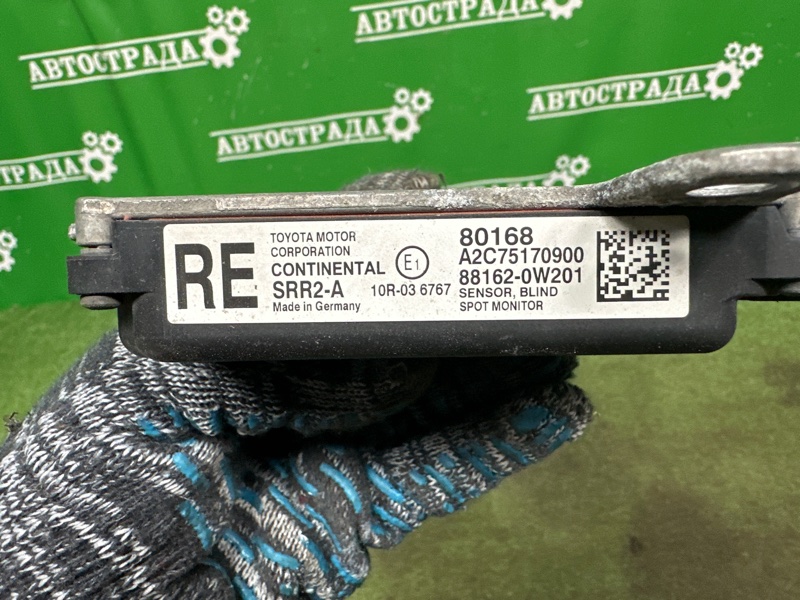 АВТОСТРАДА
АВТОСТРАДА
АВТОСТРАДА
АВТОСТРАДА
АВТОСТРАДА
RE
TOYOTA MOTOR
CORPORATION
CONTINENTAL
SRR2-A
Made in Germany
E1
10R-03 6767
80168
A2C75170900
88162-0W201
SENSOR, BLIND
SPOT MONITOR